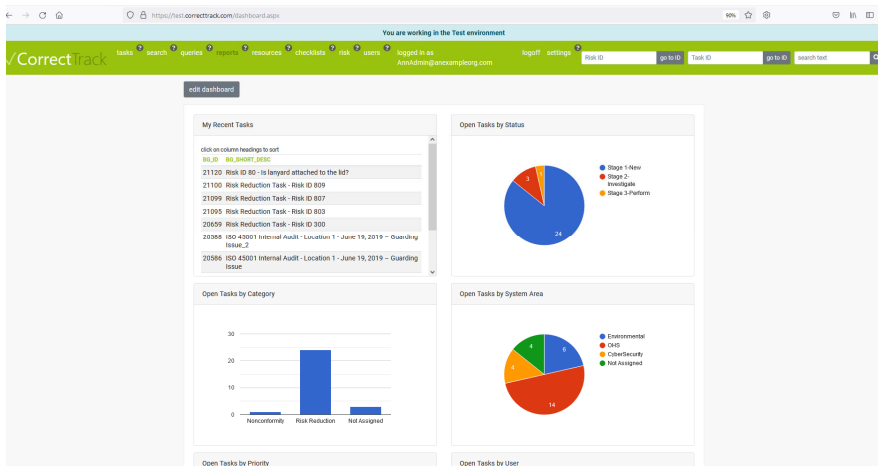 https://test.correcttrack.com/dashboard.aspx
90%
You are working in the Test environment
CorrectTrack
tasks ? search ? queries ? reports ? resources ? checklists ? risk ? users ? logged in as logoff settings ?
AnnAdmin@anexampleorg.com
Risk ID go to ID Task ID go to ID search text
edit dashboard
My Recent Tasks
click on column headings to sort
BG_ID BG_SHORT_DESC
21120 Risk ID 80 - Is lanyard attached to the lid?
21100 Risk Reduction Task - Risk ID 809
21099 Risk Reduction Task - Risk ID 807
21095 Risk Reduction Task - Risk ID 803
20659 Risk Reduction Task - Risk ID 300
20588 ISO 45001 Internal Audit - Location 1 - June 19, 2019 – Guarding
Issue_2
20586 ISO 45001 Internal Audit - Location 1 - June 19, 2019 – Guarding
Issue
Open Tasks by Status
Stage 1-New
Stage 2-
Investigate
Stage 3-Perform
3
24
Open Tasks by Category
30
20
10
0
Nonconformity Risk Reduction Not Assigned
Open Tasks by System Area
Environmental
OHS
CyberSecurity
Not Assigned
4
6
4
14
Open Tasks by Priority
Open Tasks by User